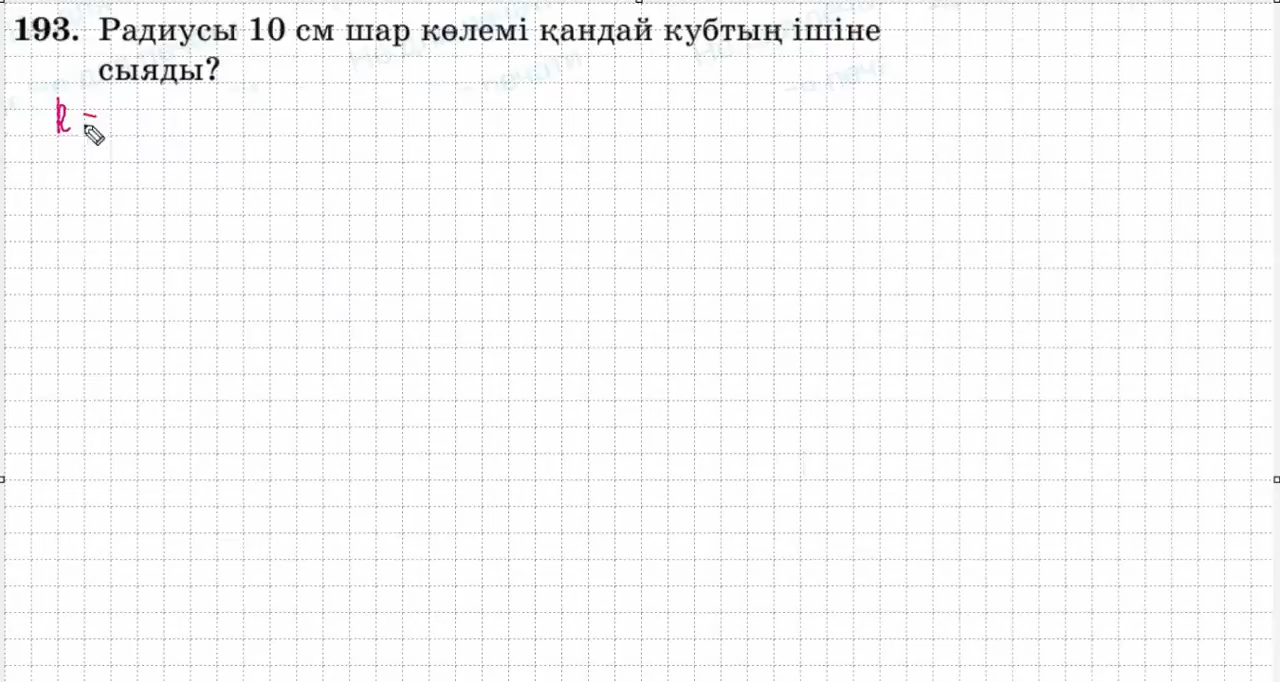 193. Радиусы 10 см шар көлемі қандай кубтың ішіне
сыяды?
R =